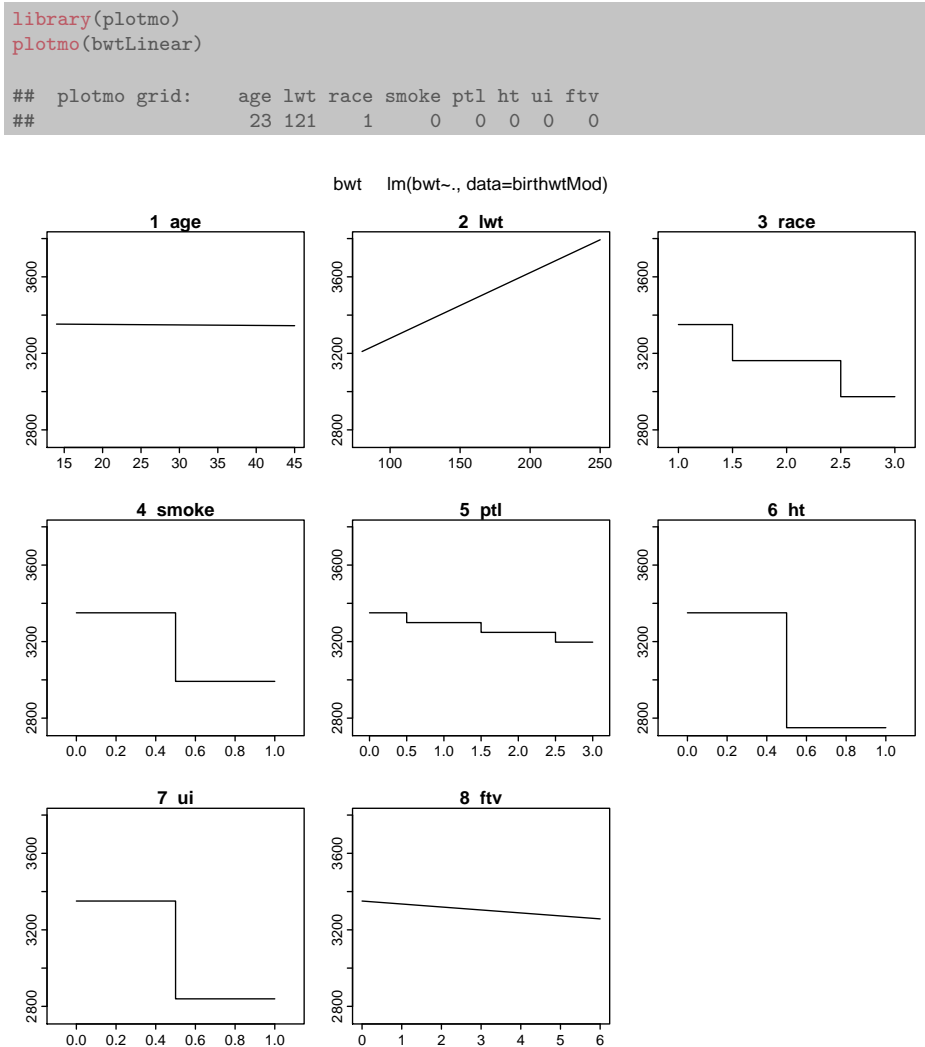 library(plotmo)
plotmo(bwtLinear)
## plotmo grid: age lwt race smoke ptl ht ui ftv
## 23 121 1 0 0 0 0 0
bwt lm(bwt~., data=birthwtMod)
1 age
2800 3200 3600
15 20 25 30 35 40 45
2 lwt
2800 3200 3600
100 150 200 250
3 race
2800 3200 3600
1.0 1.5 2.0 2.5 3.0
4 smoke
2800 3200 3600
0.0 0.2 0.4 0.6 0.8 1.0
5 ptl
2800 3200 3600
0.0 0.5 1.0 1.5 2.0 2.5 3.0
6 ht
2800 3200 3600
0.0 0.2 0.4 0.6 0.8 1.0
7 ui
2800 3200 3600
0.0 0.2 0.4 0.6 0.8 1.0
8 ftv
2800 3200 3600
0 1 2 3 4 5 6